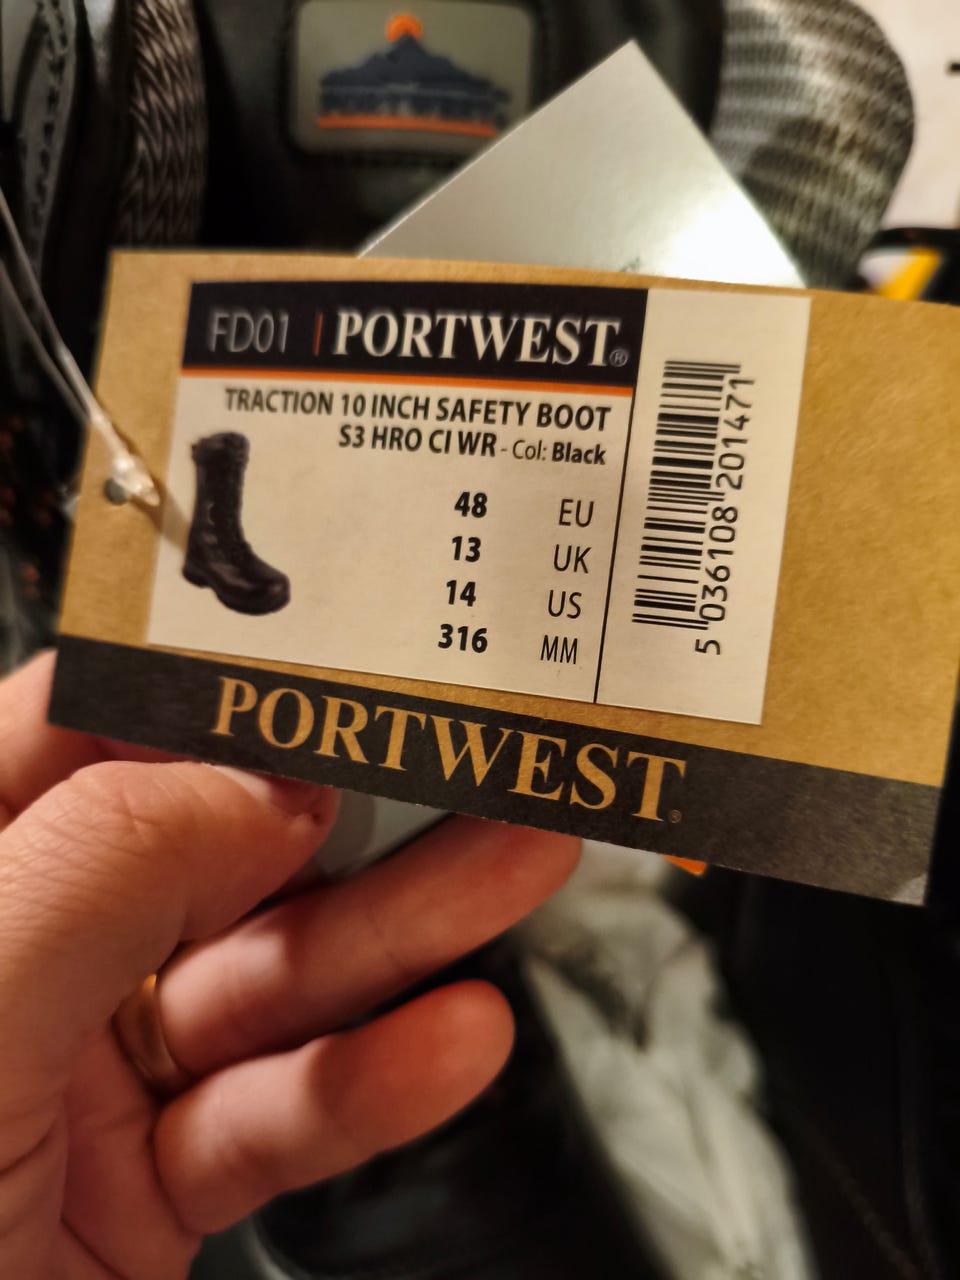 FD01 | PORTWEST®
TRACTION 10 INCH SAFETY BOOT
S3 HRO CI WR - Col: Black
48 EU
13 UK
14 US
316 MM
5 036108 201471
PORTWEST®